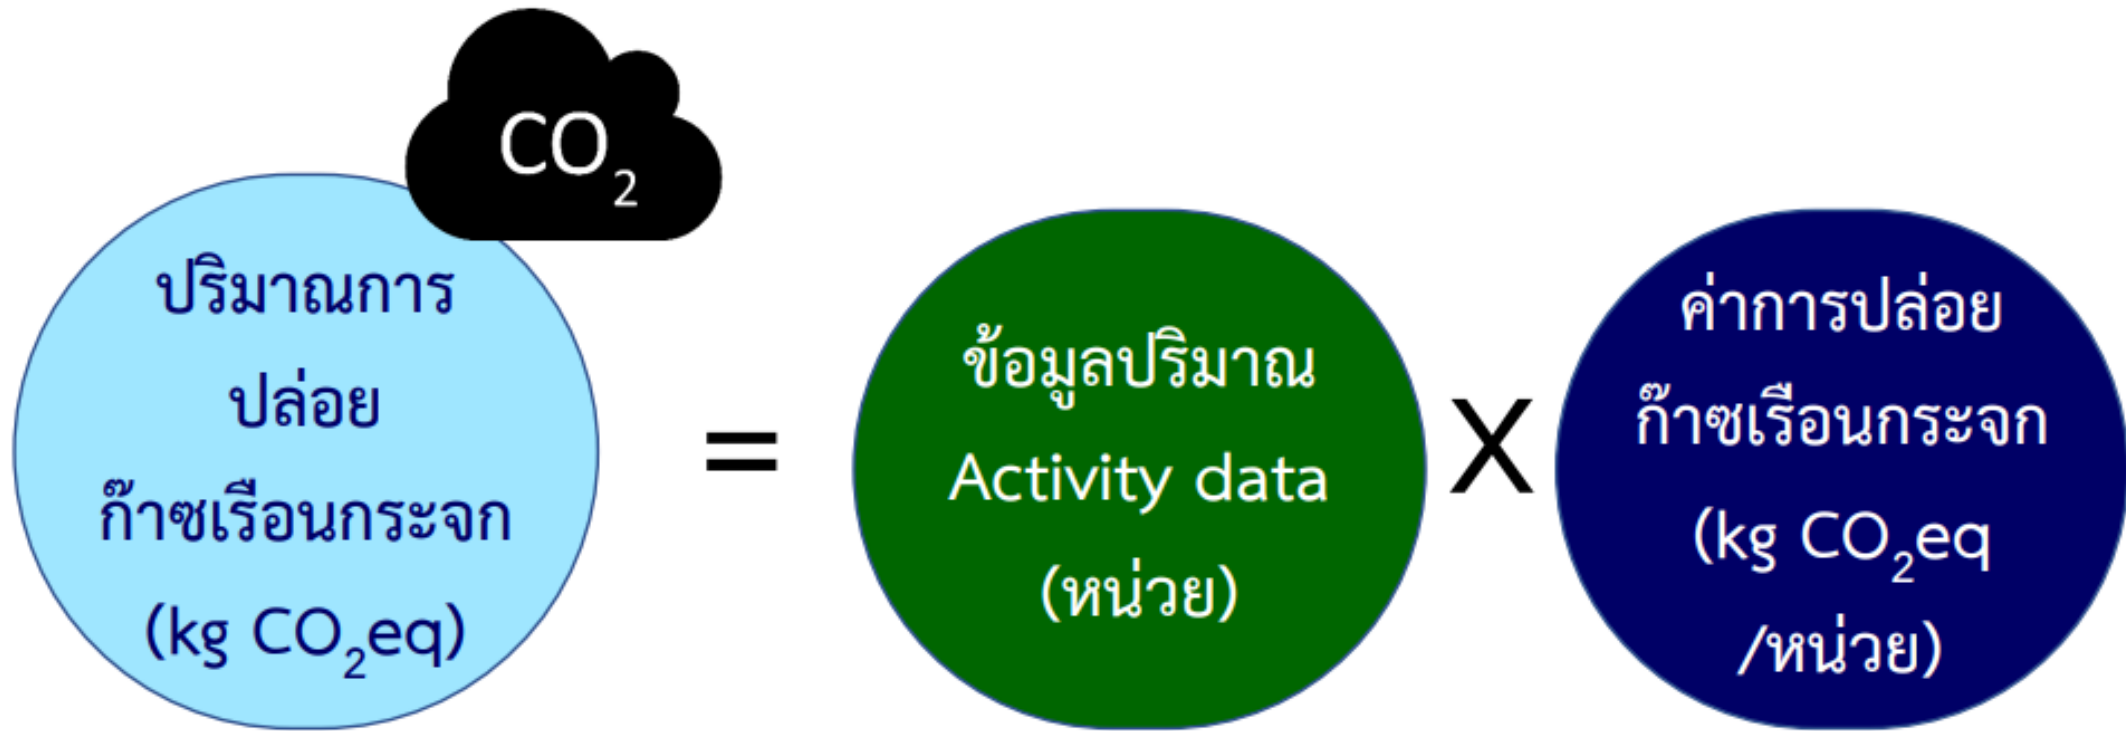 CO₂
ปริมาณการ
ปล่อย
ก๊าซเรือนกระจก
(kg CO₂eq)
=
ข้อมูลปริมาณ
Activity data
(หน่วย)
X
ค่าการปล่อย
ก๊าซเรือนกระจก
(kg CO₂eq
/หน่วย)